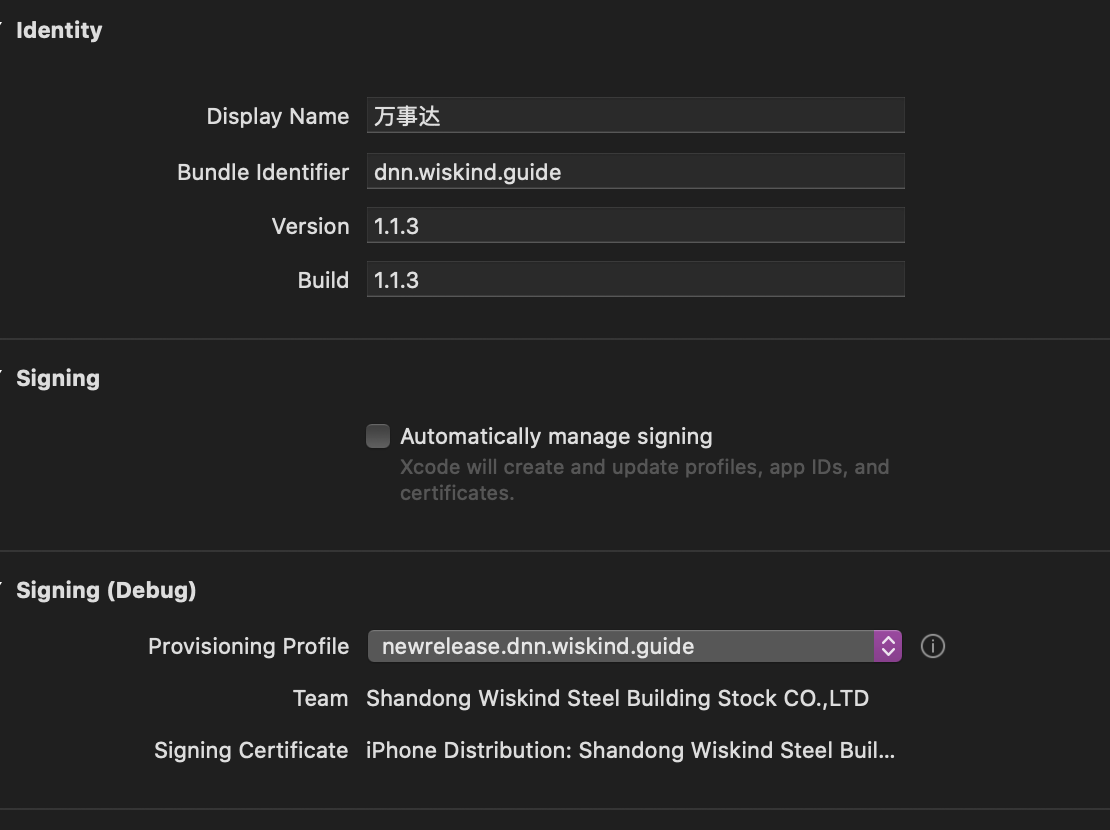 Identity
Display Name 万事达
Bundle Identifier dnn.wiskind.guide
Version 1.1.3
Build 1.1.3
Signing
Automatically manage signing
Xcode will create and update profiles, app IDs, and
certificates.
Signing (Debug)
Provisioning Profile newrelease.dnn.wiskind.guide
Team Shandong Wiskind Steel Building Stock CO.,LTD
Signing Certificate iPhone Distribution: Shandong Wiskind Steel Buil...